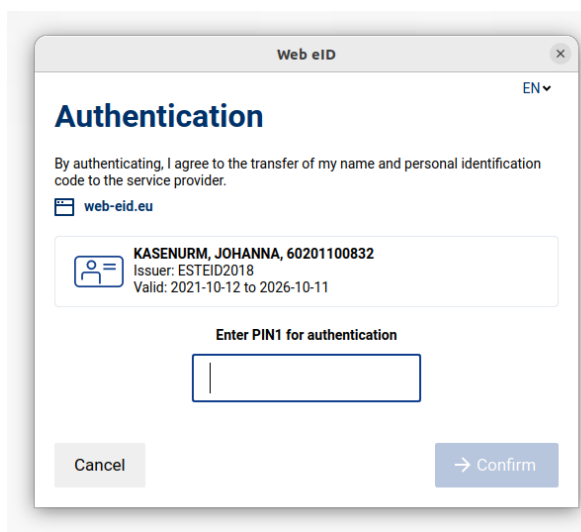 Web eID
EN
Authentication
By authenticating, I agree to the transfer of my name and personal identification
code to the service provider.
web-eid.eu
KASENURM, JOHANNA, 60201100832
Issuer: ESTEID2018
Valid: 2021-10-12 to 2026-10-11
Enter PIN1 for authentication
Cancel
Confirm